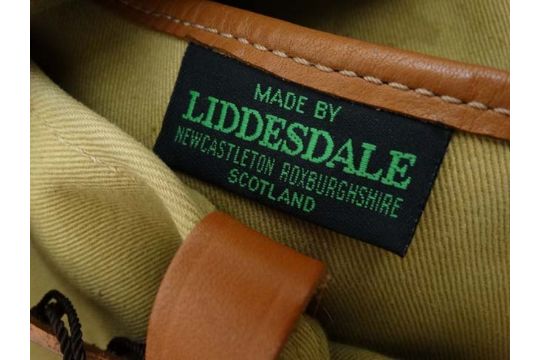 MADE BY
LIDDESDALE
NEWCASTLETON ROXBURGHSHIRE
SCOTLAND